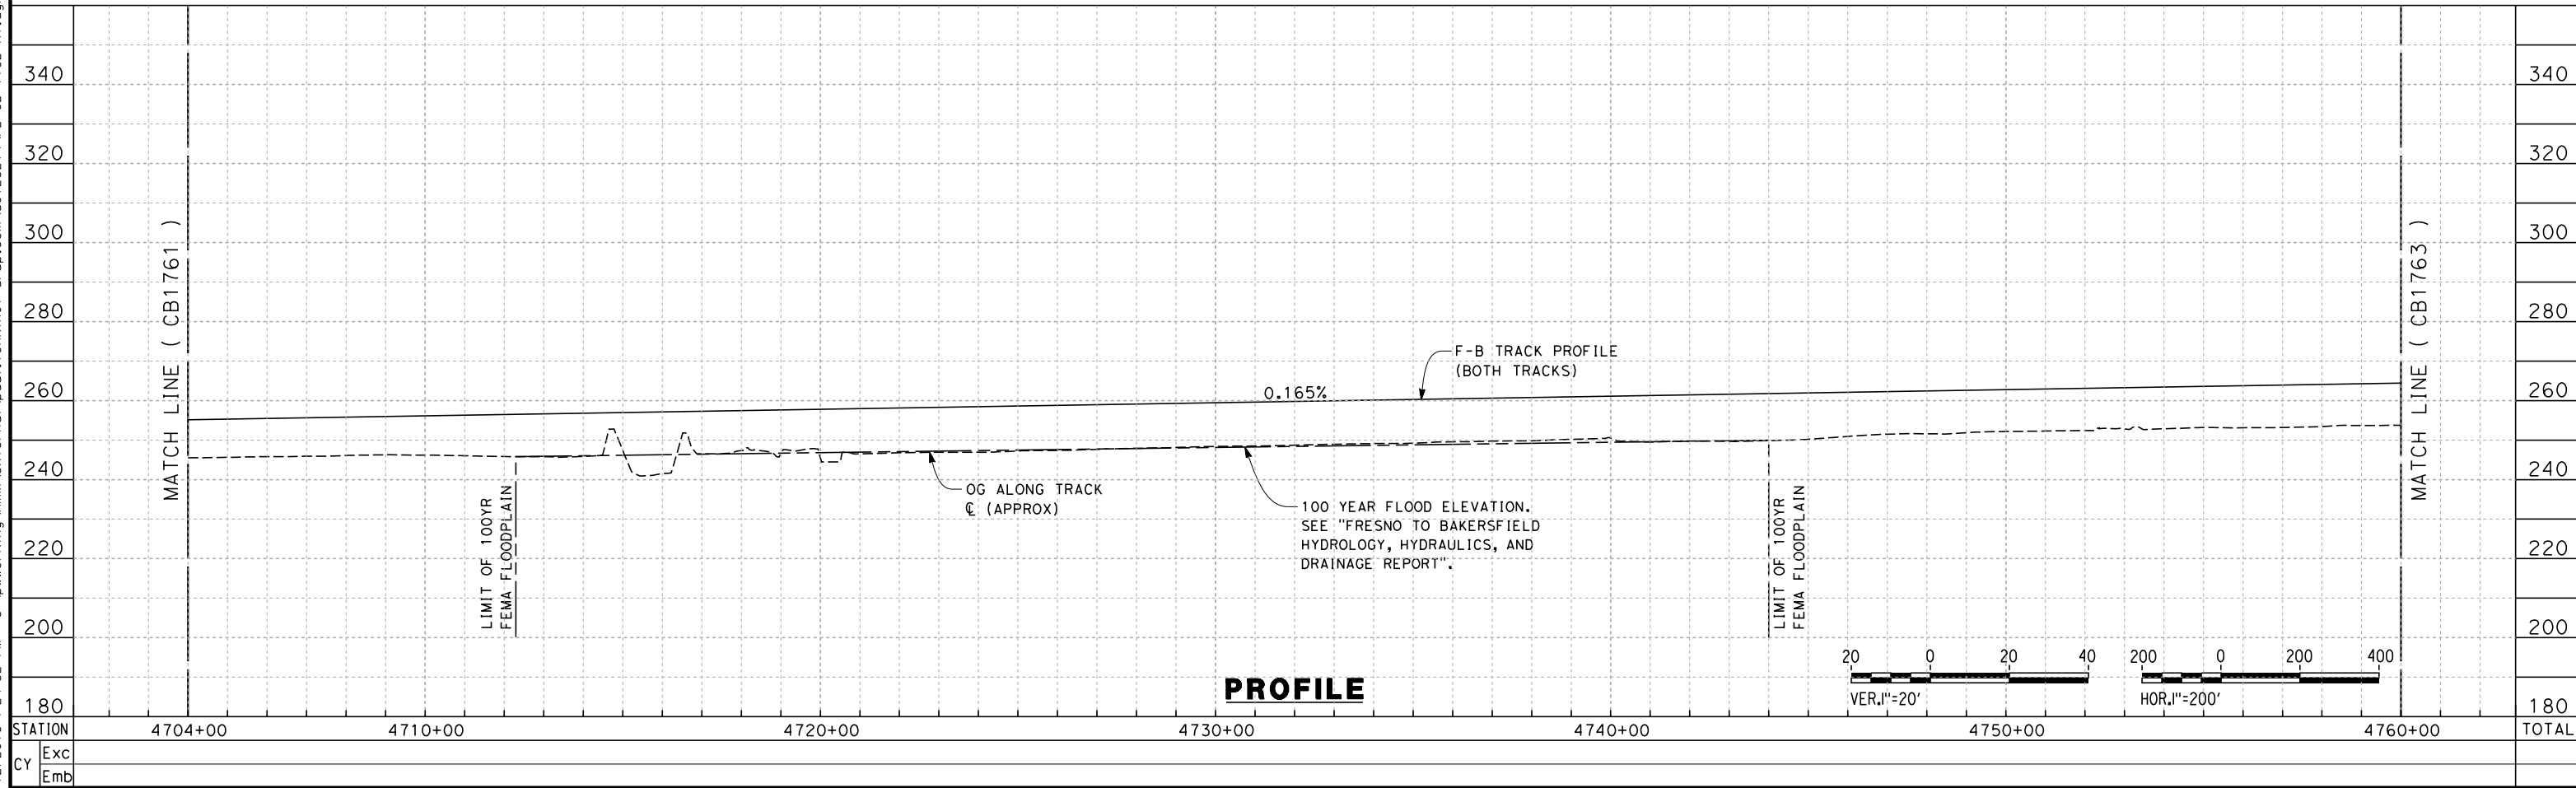 340
320
300
280
260
240
220
200
180
MATCH LINE ( CB1761 )
LIMIT OF 100YR
FEMA FLOODPLAIN
0.165%
F-B TRACK PROFILE
(BOTH TRACKS)
OG ALONG TRACK
℄ (APPROX)
100 YEAR FLOOD ELEVATION.
SEE "FRESNO TO BAKERSFIELD
HYDROLOGY, HYDRAULICS, AND
DRAINAGE REPORT".
LIMIT OF 100YR
FEMA FLOODPLAIN
MATCH LINE ( CB1763 )
340
320
300
280
260
240
220
200
180
PROFILE
20 0 20 40
VER.1"=20'
200 0 200 400
HOR.1"=200'
STATION 4704+00 4710+00 4720+00 4730+00 4740+00 4750+00 4760+00 TOTAL
CY
Exc
Emb